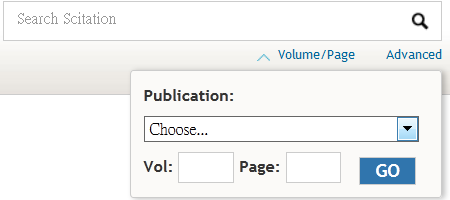 Search Scitation
Volume/Page Advanced
Publication:
Choose...
Vol: Page: GO